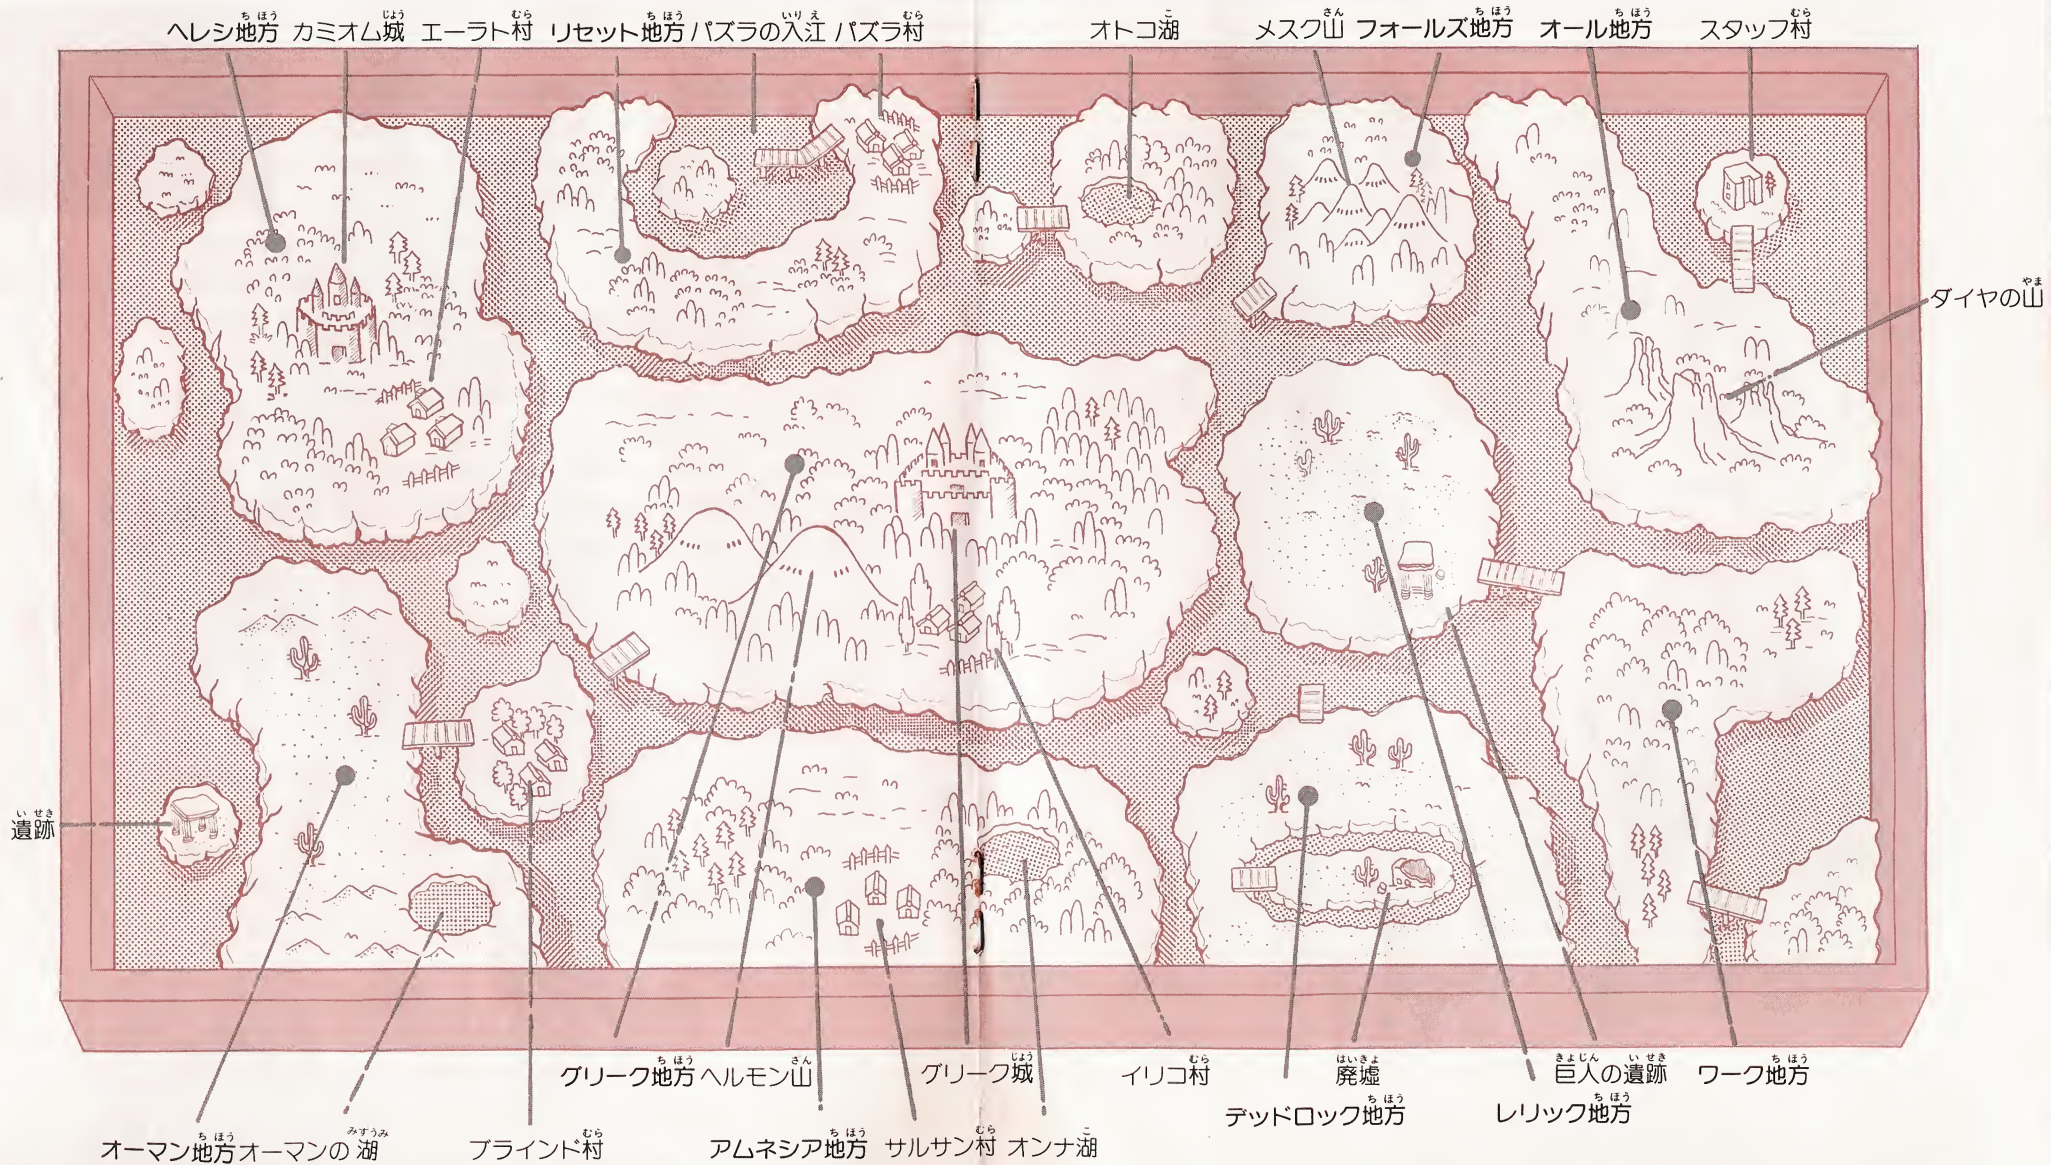 ヘレシ地方 カミオム城 エーラト村 リセット地方 パズラの入江 パズラ村 オトコ湖 メスク山 フォールズ地方 オール地方 スタッフ村
ダイヤの山
遺跡
グリーク地方 ヘルモン山 グリーク城 イリコ村 廃墟 巨人の遺跡 ワーク地方
デッドロック地方 レリック地方
オーマン地方 オーマンの湖 ブラインド村 アムネシア地方 サルサン村 オンナ湖